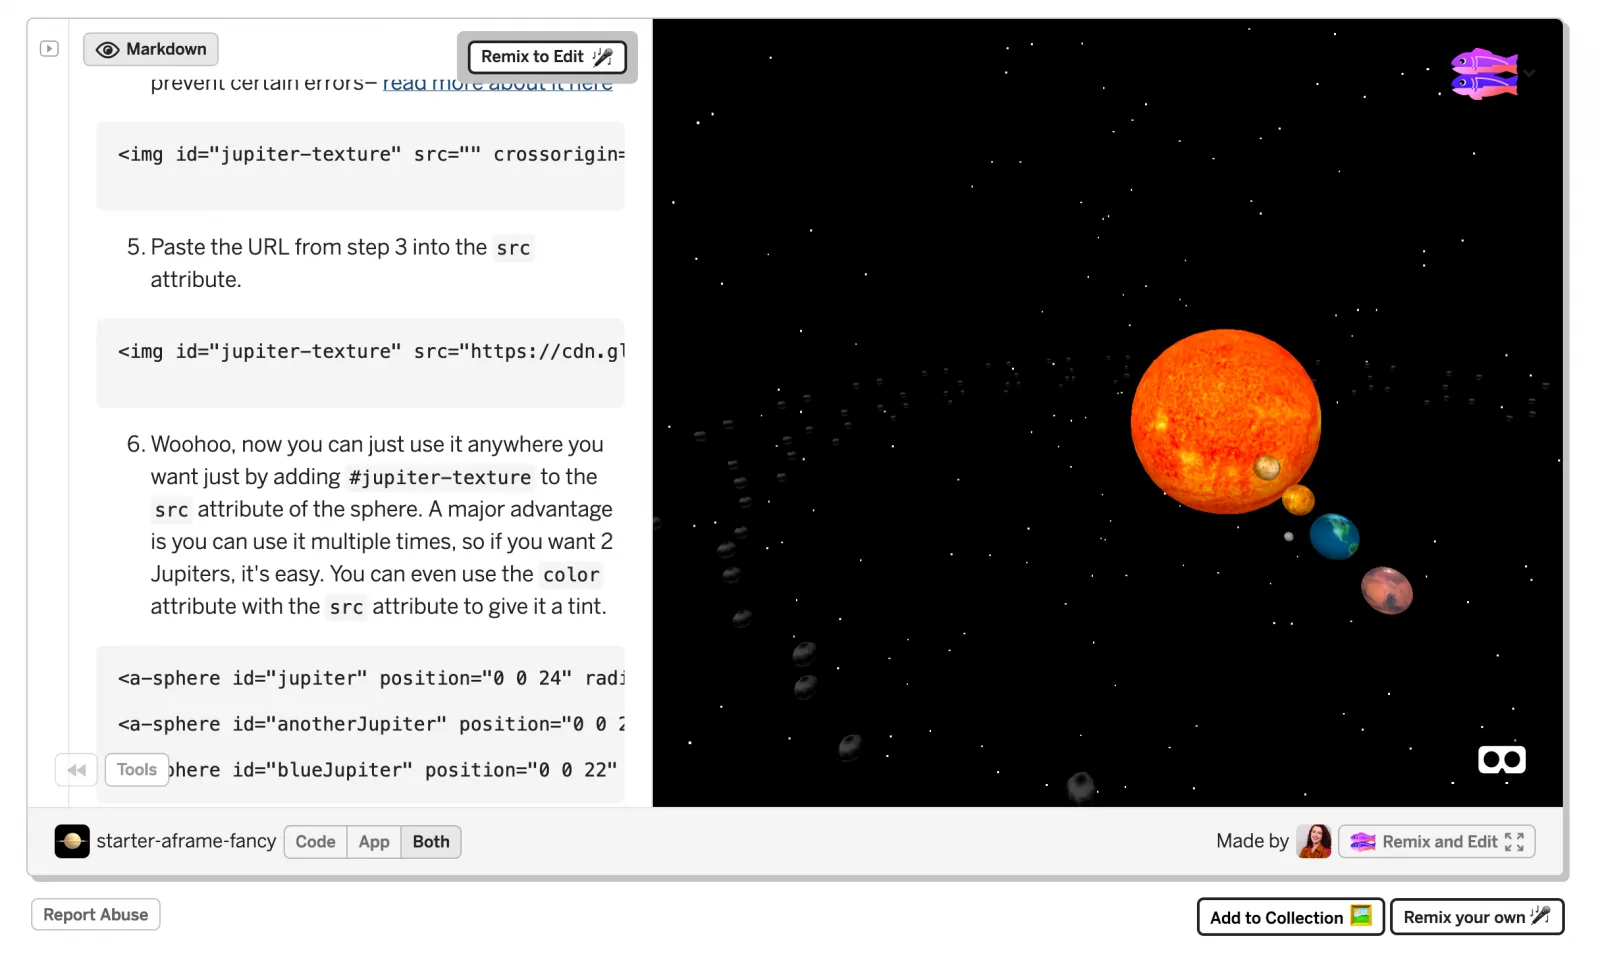 Markdown
Remix to Edit
prevent certain errors– read more about it here
<img id="jupiter-texture" src="" crossorigin=
5. Paste the URL from step 3 into the src
attribute.
<img id="jupiter-texture" src="https://cdn.gl
6. Woohoo, now you can just use it anywhere you
want just by adding #jupiter-texture to the
src attribute of the sphere. A major advantage
is you can use it multiple times, so if you want 2
Jupiters, it's easy. You can even use the color
attribute with the src attribute to give it a tint.
<a-sphere id="jupiter" position="0 0 24" radi
<a-sphere id="anotherJupiter" position="0 0 2
Tools
phere id="blueJupiter" position="0 0 22"
starter-aframe-fancy
Code
App
Both
Made by
Remix and Edit
Report Abuse
Add to Collection
Remix your own